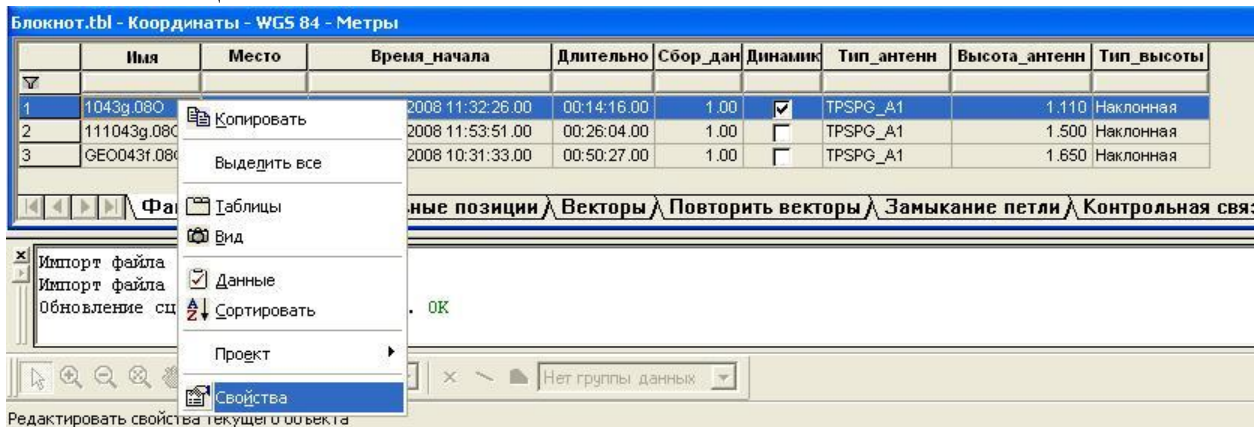 Блокнот.tbl - Координаты - WGS 84 - Метры
Имя Место Время_начала Длительно Сбор_дан Динамик Тип_антенн Высота_антенн Тип_высоты
1 1043g.08O 2008 11:32:26.00 00:14:16.00 1.00 TPSPG_A1 1.110 Наклонная
2 111043g.08O 2008 11:53:51.00 00:26:04.00 1.00 TPSPG_A1 1.500 Наклонная
3 GEO043f.08O 2008 10:31:33.00 00:50:27.00 1.00 TPSPG_A1 1.650 Наклонная
Копировать
Выделить все
Таблицы
Вид
Данные
Сортировать
Проект
Свойства
Фа ные позиции Векторы Повторить векторы Замыкание петли Контрольная свя
Импорт файла
Импорт файла
Обновление сц . OK
Нет группы данных
Редактировать свойства текущего объекта